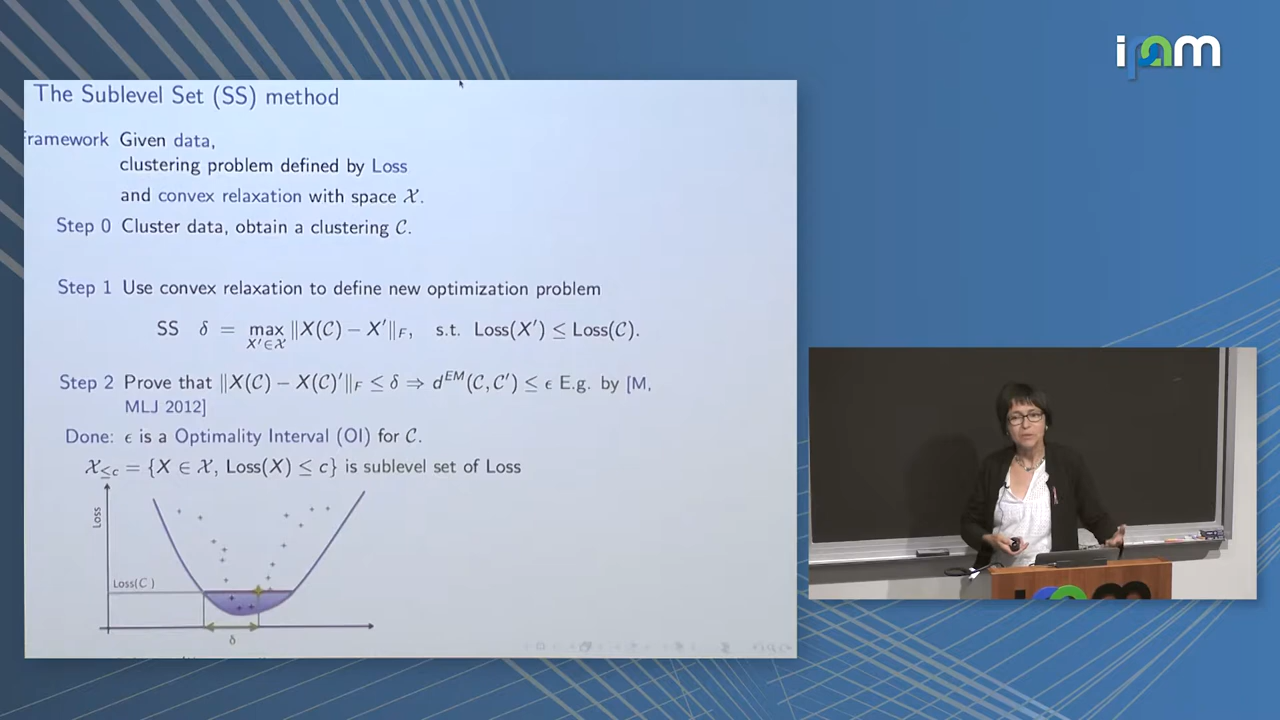 ipam
The Sublevel Set (SS) method
Framework Given data,
clustering problem defined by Loss
and convex relaxation with space 𝒳.
Step 0 Cluster data, obtain a clustering 𝒞.
Step 1 Use convex relaxation to define new optimization problem
SS δ = max_{X′∈𝒳} ‖X(𝒞) − X′‖_F, s.t. Loss(X′) ≤ Loss(𝒞).
Step 2 Prove that ‖X(𝒞) − X(𝒞)′‖_F ≤ δ ⇒ d^{EM}(𝒞, 𝒞′) ≤ ϵ E.g. by [M,
MLJ 2012]
Done: ϵ is a Optimality Interval (OI) for 𝒞.
𝒳_{≤c} = {X ∈ 𝒳, Loss(X) ≤ c} is sublevel set of Loss
Loss
Loss(C)
δ
ipam